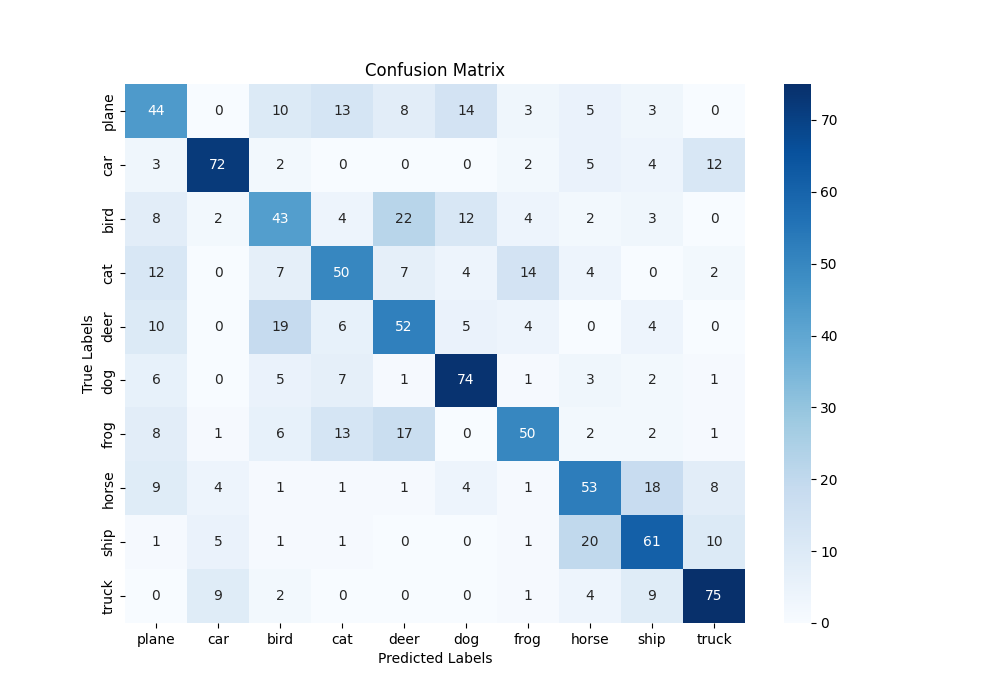 Confusion Matrix
plane 44 0 10 13 8 14 3 5 3 0
car 3 72 2 0 0 0 2 5 4 12
bird 8 2 43 4 22 12 4 2 3 0
cat 12 0 7 50 7 4 14 4 0 2
deer 10 0 19 6 52 5 4 0 4 0
dog 6 0 5 7 1 74 1 3 2 1
frog 8 1 6 13 17 0 50 2 2 1
horse 9 4 1 1 1 4 1 53 18 8
ship 1 5 1 1 0 0 1 20 61 10
truck 0 9 2 0 0 0 1 4 9 75
plane car bird cat deer dog frog horse ship truck
Predicted Labels
True Labels
70
60
50
40
30
20
10
0